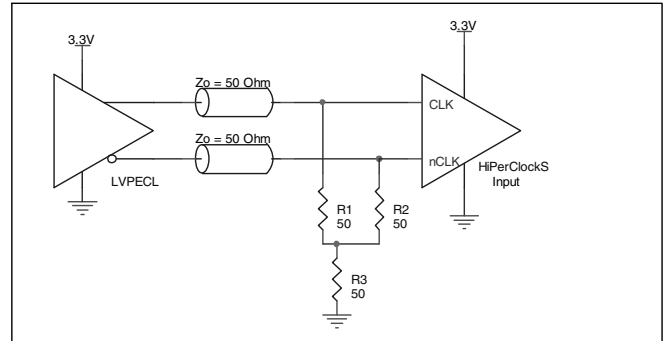 3.3V
3.3V
Zo = 50 Ohm
CLK
Zo = 50 Ohm
nCLK
LVPECL
HiPerClockS
Input
R1
50
R2
50
R3
50